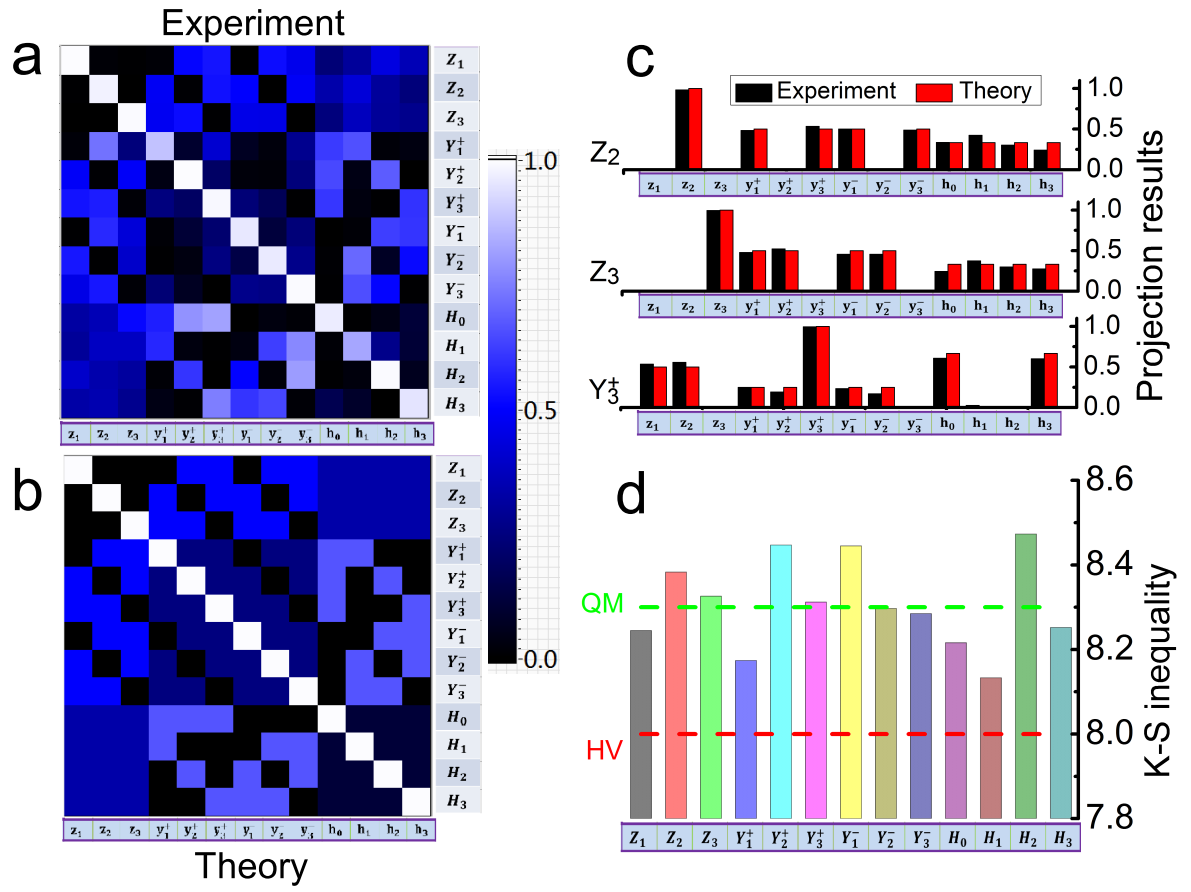 Experiment
a
Z₁
Z₂
Z₃
Y₁⁺
Y₂⁺
Y₃⁺
Y₁⁻
Y₂⁻
Y₃⁻
H₀
H₁
H₂
H₃
z₁ z₂ z₃ y₁⁺ y₂⁺ y₃⁺ y₁⁻ y₂⁻ y₃⁻ h₀ h₁ h₂ h₃
1.0
0.5
0.0
b
Z₁
Z₂
Z₃
Y₁⁺
Y₂⁺
Y₃⁺
Y₁⁻
Y₂⁻
Y₃⁻
H₀
H₁
H₂
H₃
z₁ z₂ z₃ y₁⁺ y₂⁺ y₃⁺ y₁⁻ y₂⁻ y₃⁻ h₀ h₁ h₂ h₃
Theory
c
Experiment Theory
Z₂
1.0
0.5
0.0
z₁ z₂ z₃ y₁⁺ y₂⁺ y₃⁺ y₁⁻ y₂⁻ y₃⁻ h₀ h₁ h₂ h₃
Z₃
1.0
0.5
0.0
z₁ z₂ z₃ y₁⁺ y₂⁺ y₃⁺ y₁⁻ y₂⁻ y₃⁻ h₀ h₁ h₂ h₃
Y₃⁺
1.0
0.5
0.0
z₁ z₂ z₃ y₁⁺ y₂⁺ y₃⁺ y₁⁻ y₂⁻ y₃⁻ h₀ h₁ h₂ h₃
Projection results
d
QM
HV
8.6
8.4
8.2
8.0
7.8
K-S inequality
Z₁ Z₂ Z₃ Y₁⁺ Y₂⁺ Y₃⁺ Y₁⁻ Y₂⁻ Y₃⁻ H₀ H₁ H₂ H₃